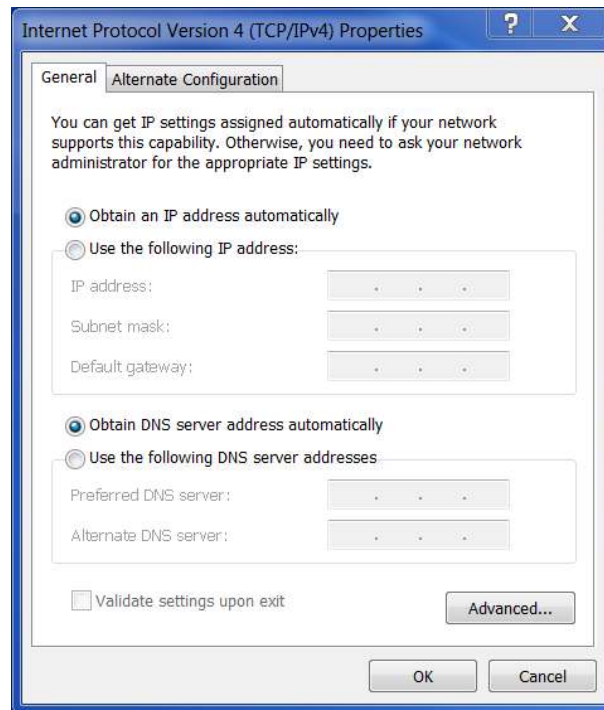 Internet Protocol Version 4 (TCP/IPv4) Properties
? X
General Alternate Configuration
You can get IP settings assigned automatically if your network
supports this capability. Otherwise, you need to ask your network
administrator for the appropriate IP settings.
Obtain an IP address automatically
Use the following IP address:
IP address: . . .
Subnet mask: . . .
Default gateway: . . .
Obtain DNS server address automatically
Use the following DNS server addresses
Preferred DNS server: . . .
Alternate DNS server: . . .
Validate settings upon exit
Advanced...
OK Cancel